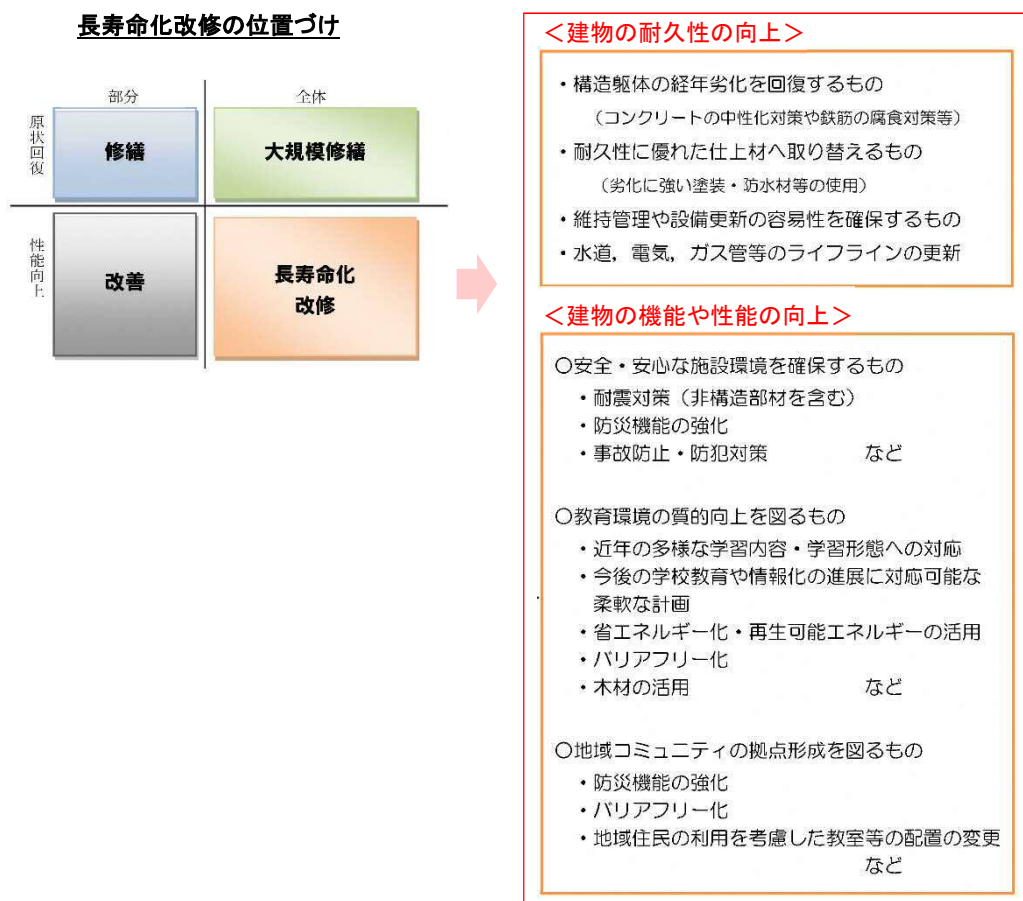 長寿命化改修の位置づけ
部分
全体
原状回復
修繕
大規模修繕
性能向上
改善
長寿命化
改修
＜建物の耐久性の向上＞
・構造躯体の経年劣化を回復するもの
（コンクリートの中性化対策や鉄筋の腐食対策等）
・耐久性に優れた仕上材へ取り替えるもの
（劣化に強い塗装・防水材等の使用）
・維持管理や設備更新の容易性を確保するもの
・水道，電気，ガス管等のライフラインの更新
＜建物の機能や性能の向上＞
○安全・安心な施設環境を確保するもの
・耐震対策（非構造部材を含む）
・防災機能の強化
・事故防止・防犯対策 など
○教育環境の質的向上を図るもの
・近年の多様な学習内容・学習形態への対応
・今後の学校教育や情報化の進展に対応可能な
柔軟な計画
・省エネルギー化・再生可能エネルギーの活用
・バリアフリー化
・木材の活用 など
○地域コミュニティの拠点形成を図るもの
・防災機能の強化
・バリアフリー化
・地域住民の利用を考慮した教室等の配置の変更
など